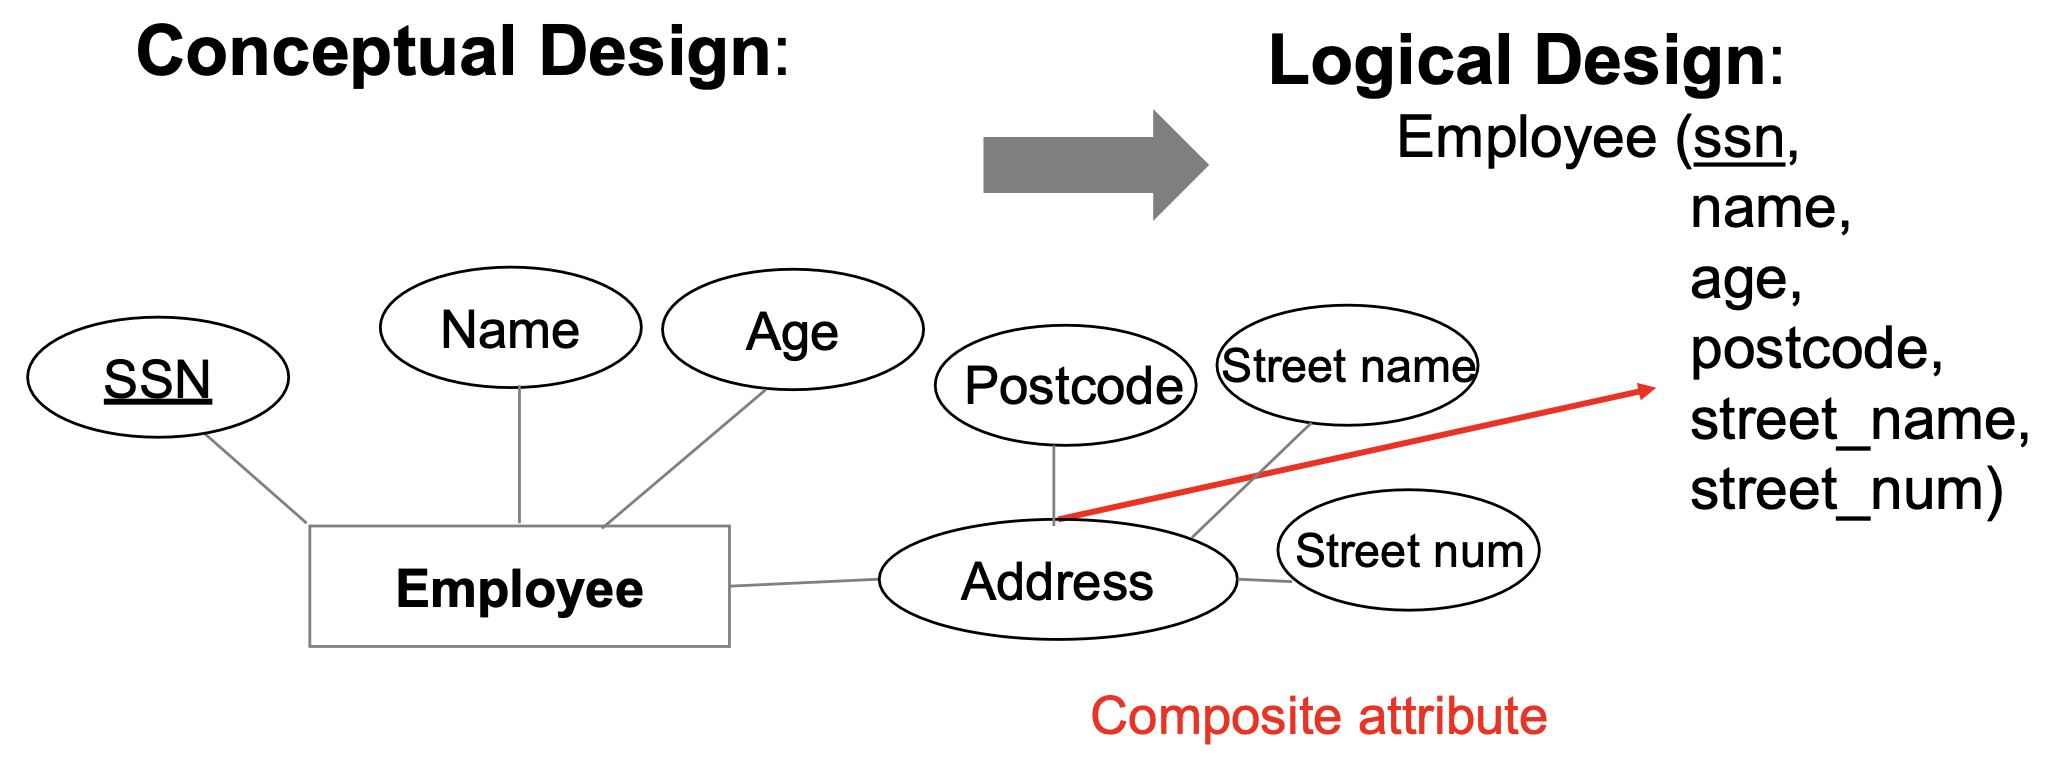 Conceptual Design:
Logical Design:
Employee (ssn,
name,
age,
postcode,
street_name,
street_num)
SSN
Name
Age
Postcode
Street name
Employee
Address
Street num
Composite attribute